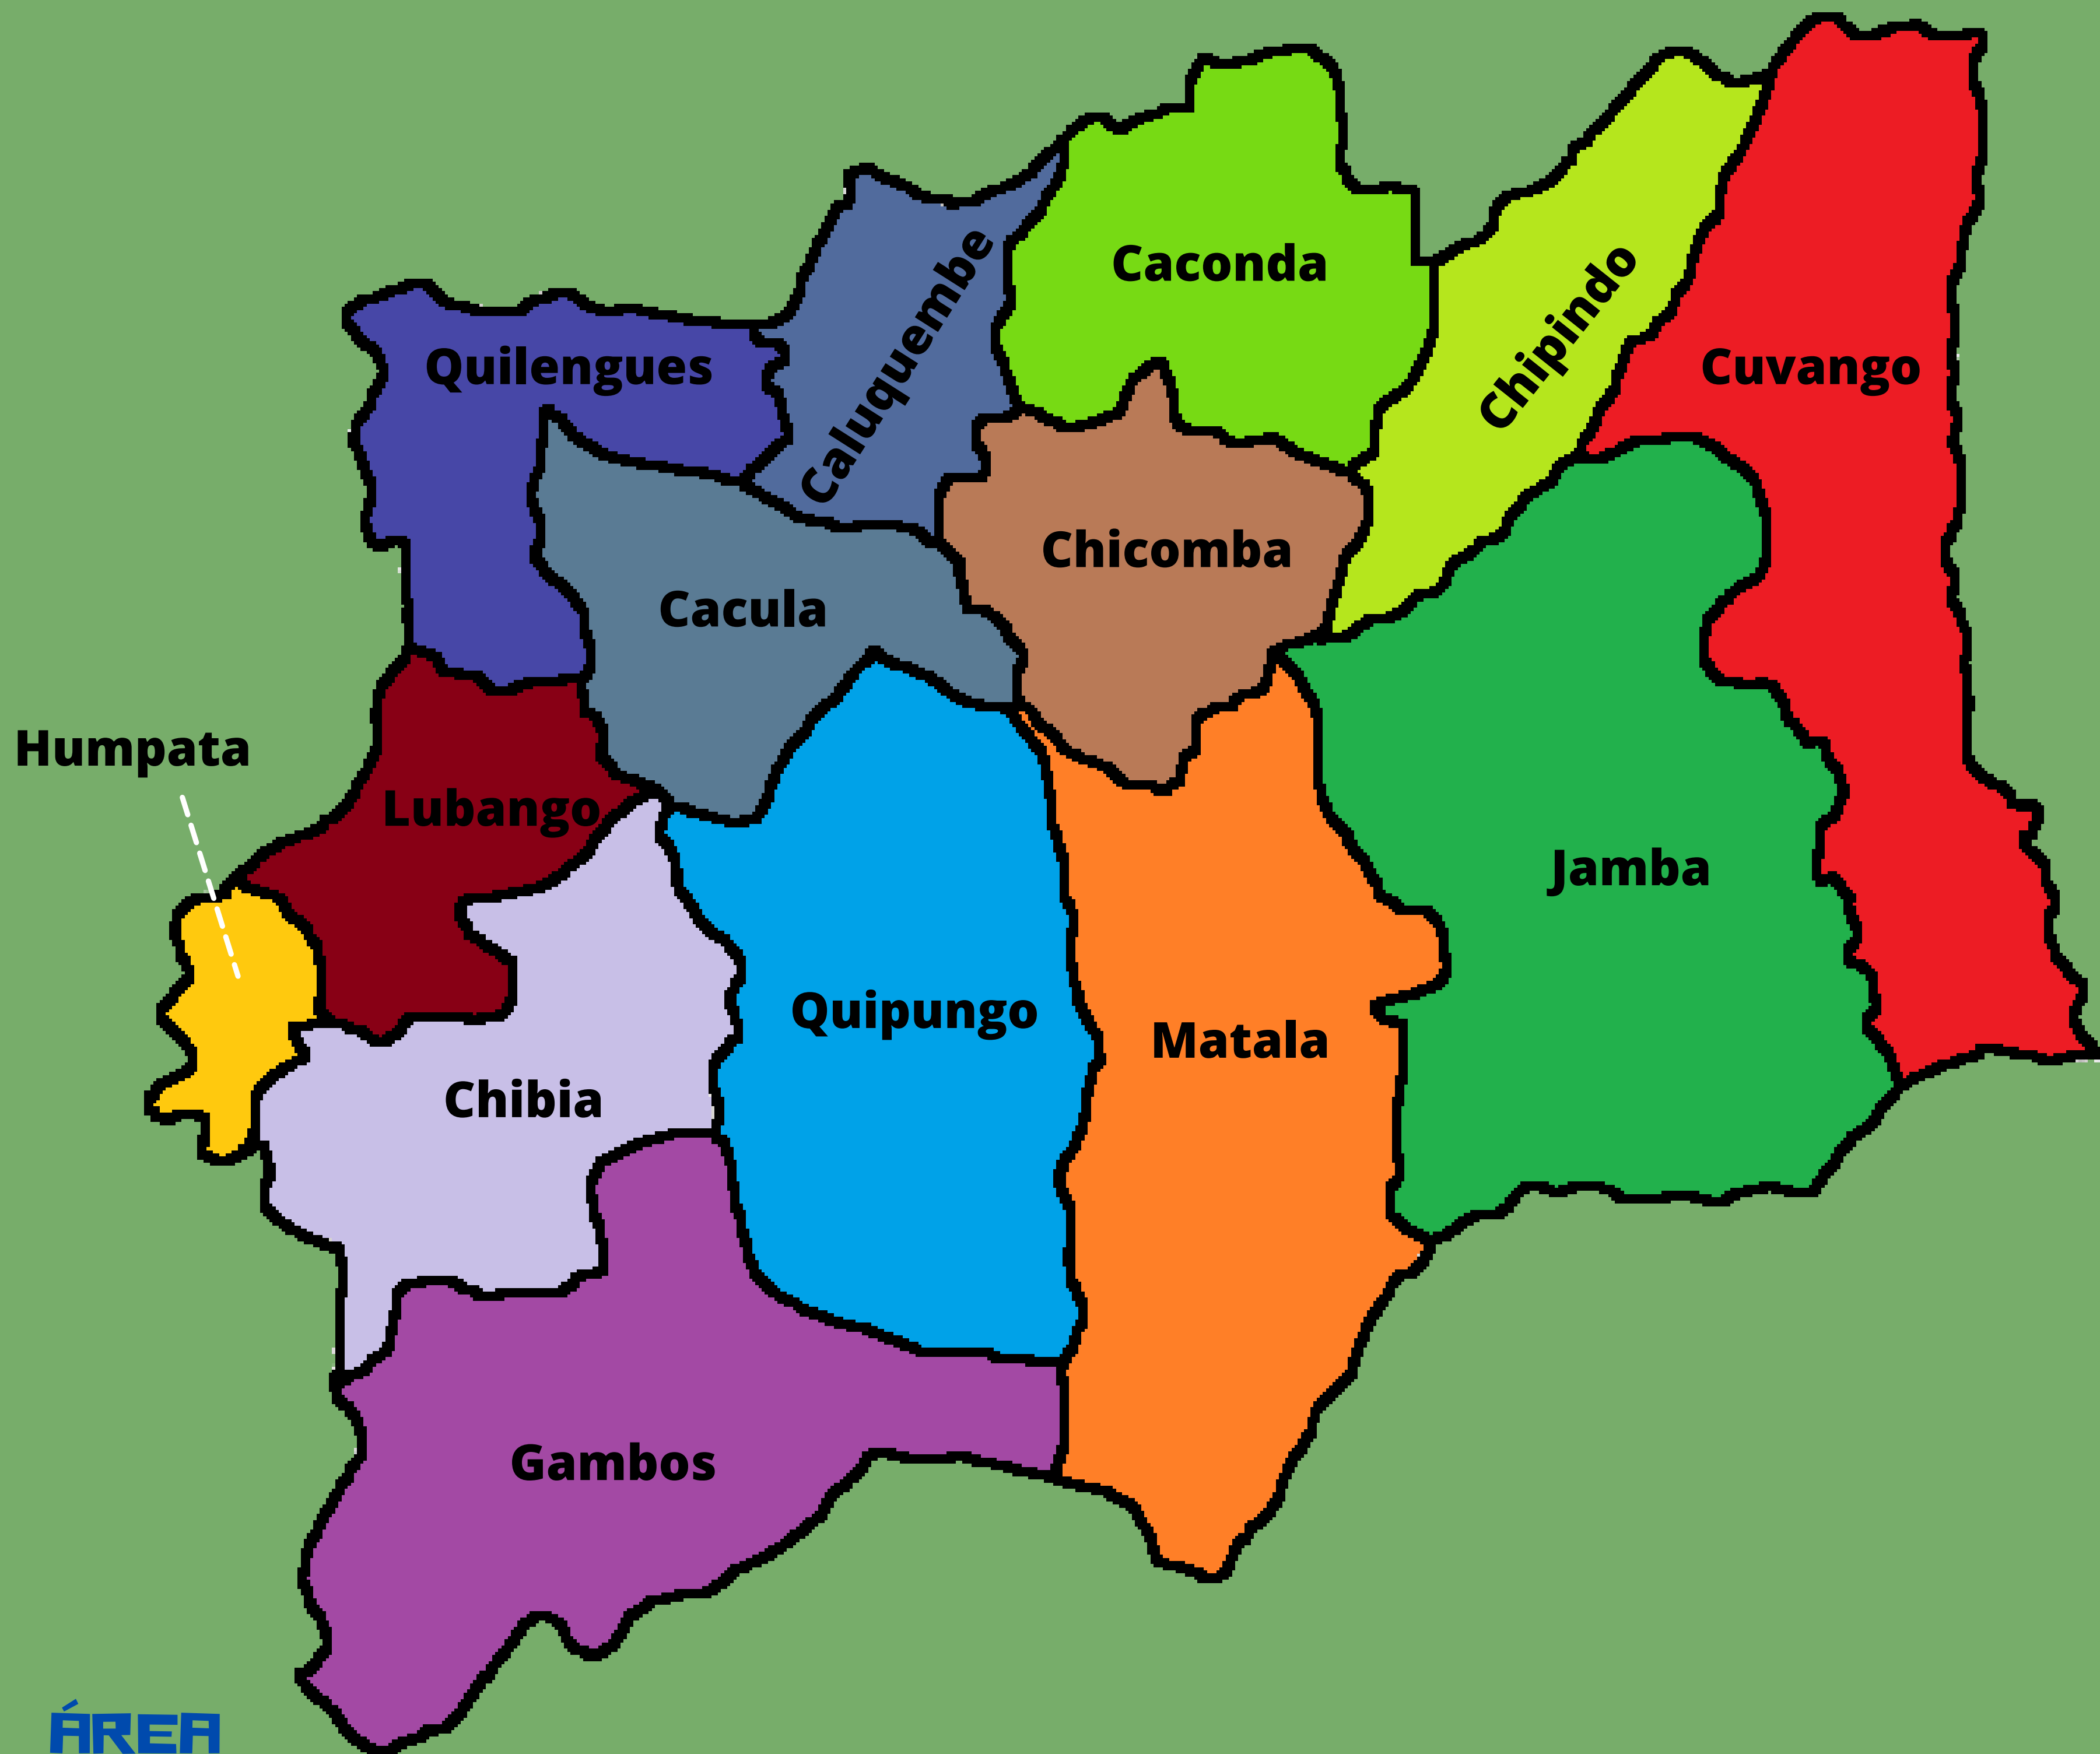 Caconda
Caluquembe
Chipindo
Quilengues
Cuvango
Chicomba
Cacula
Humpata
Lubango
Jamba
Quipungo
Matala
Chibia
Gambos
ÁREA